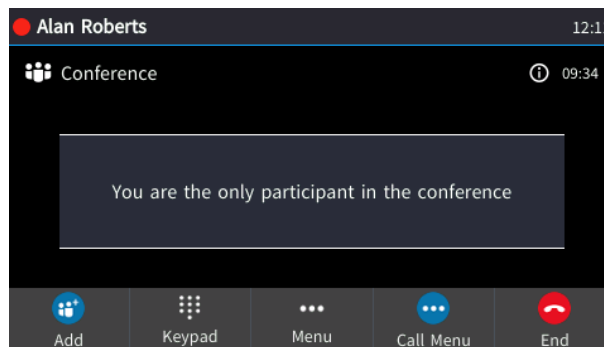 Alan Roberts
Conference
09:34
You are the only participant in the conference
Add
Keypad
Menu
Call Menu
End